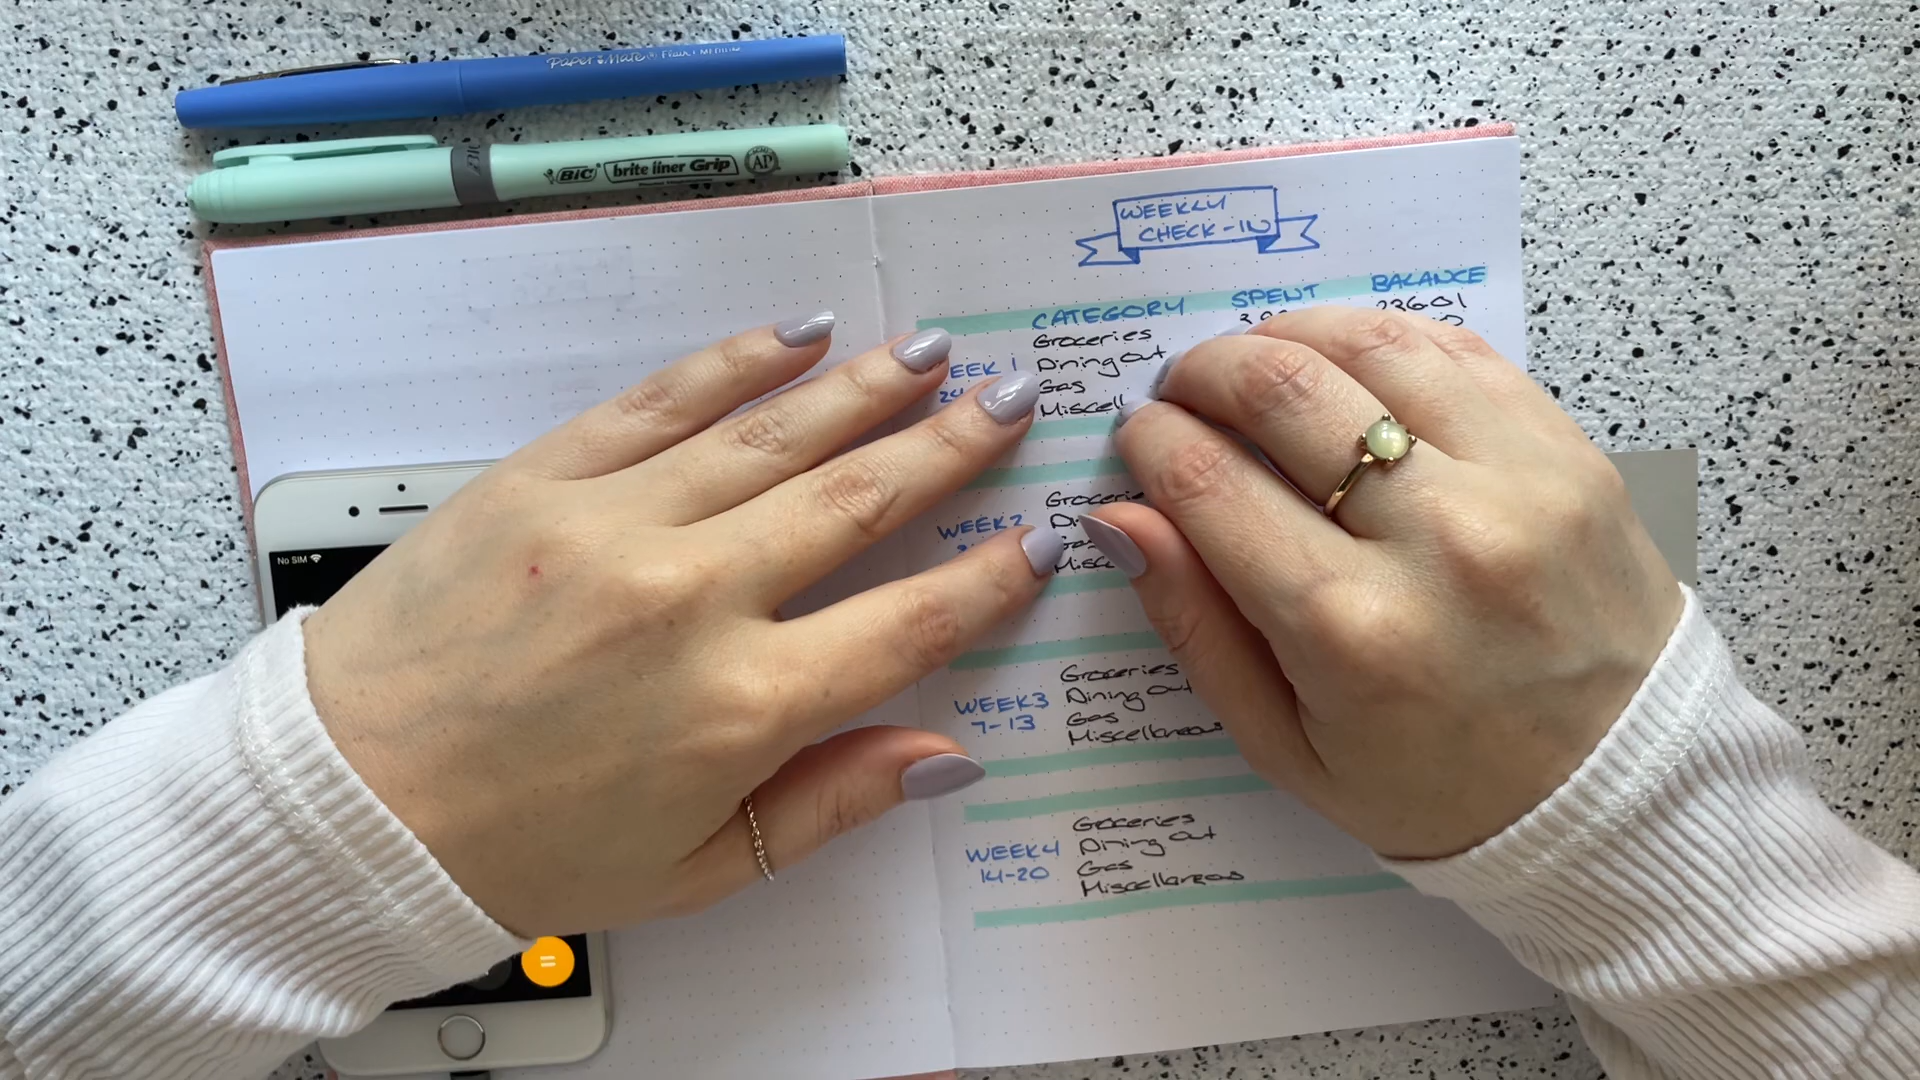 Paper Mate® Flair
BIC® brite liner Grip AP
WEEKLY
CHECK-IN
CATEGORY SPENT BALANCE
Groceries 236.01
Dining Out
WEEK 1
Gas
Groceries
WEEK 2
No SIM
Groceries
Dining Out
WEEK 3
Gas
7-13
Miscellaneous
Groceries
Dining Out
WEEK 4
Gas
14-20
Miscellaneous